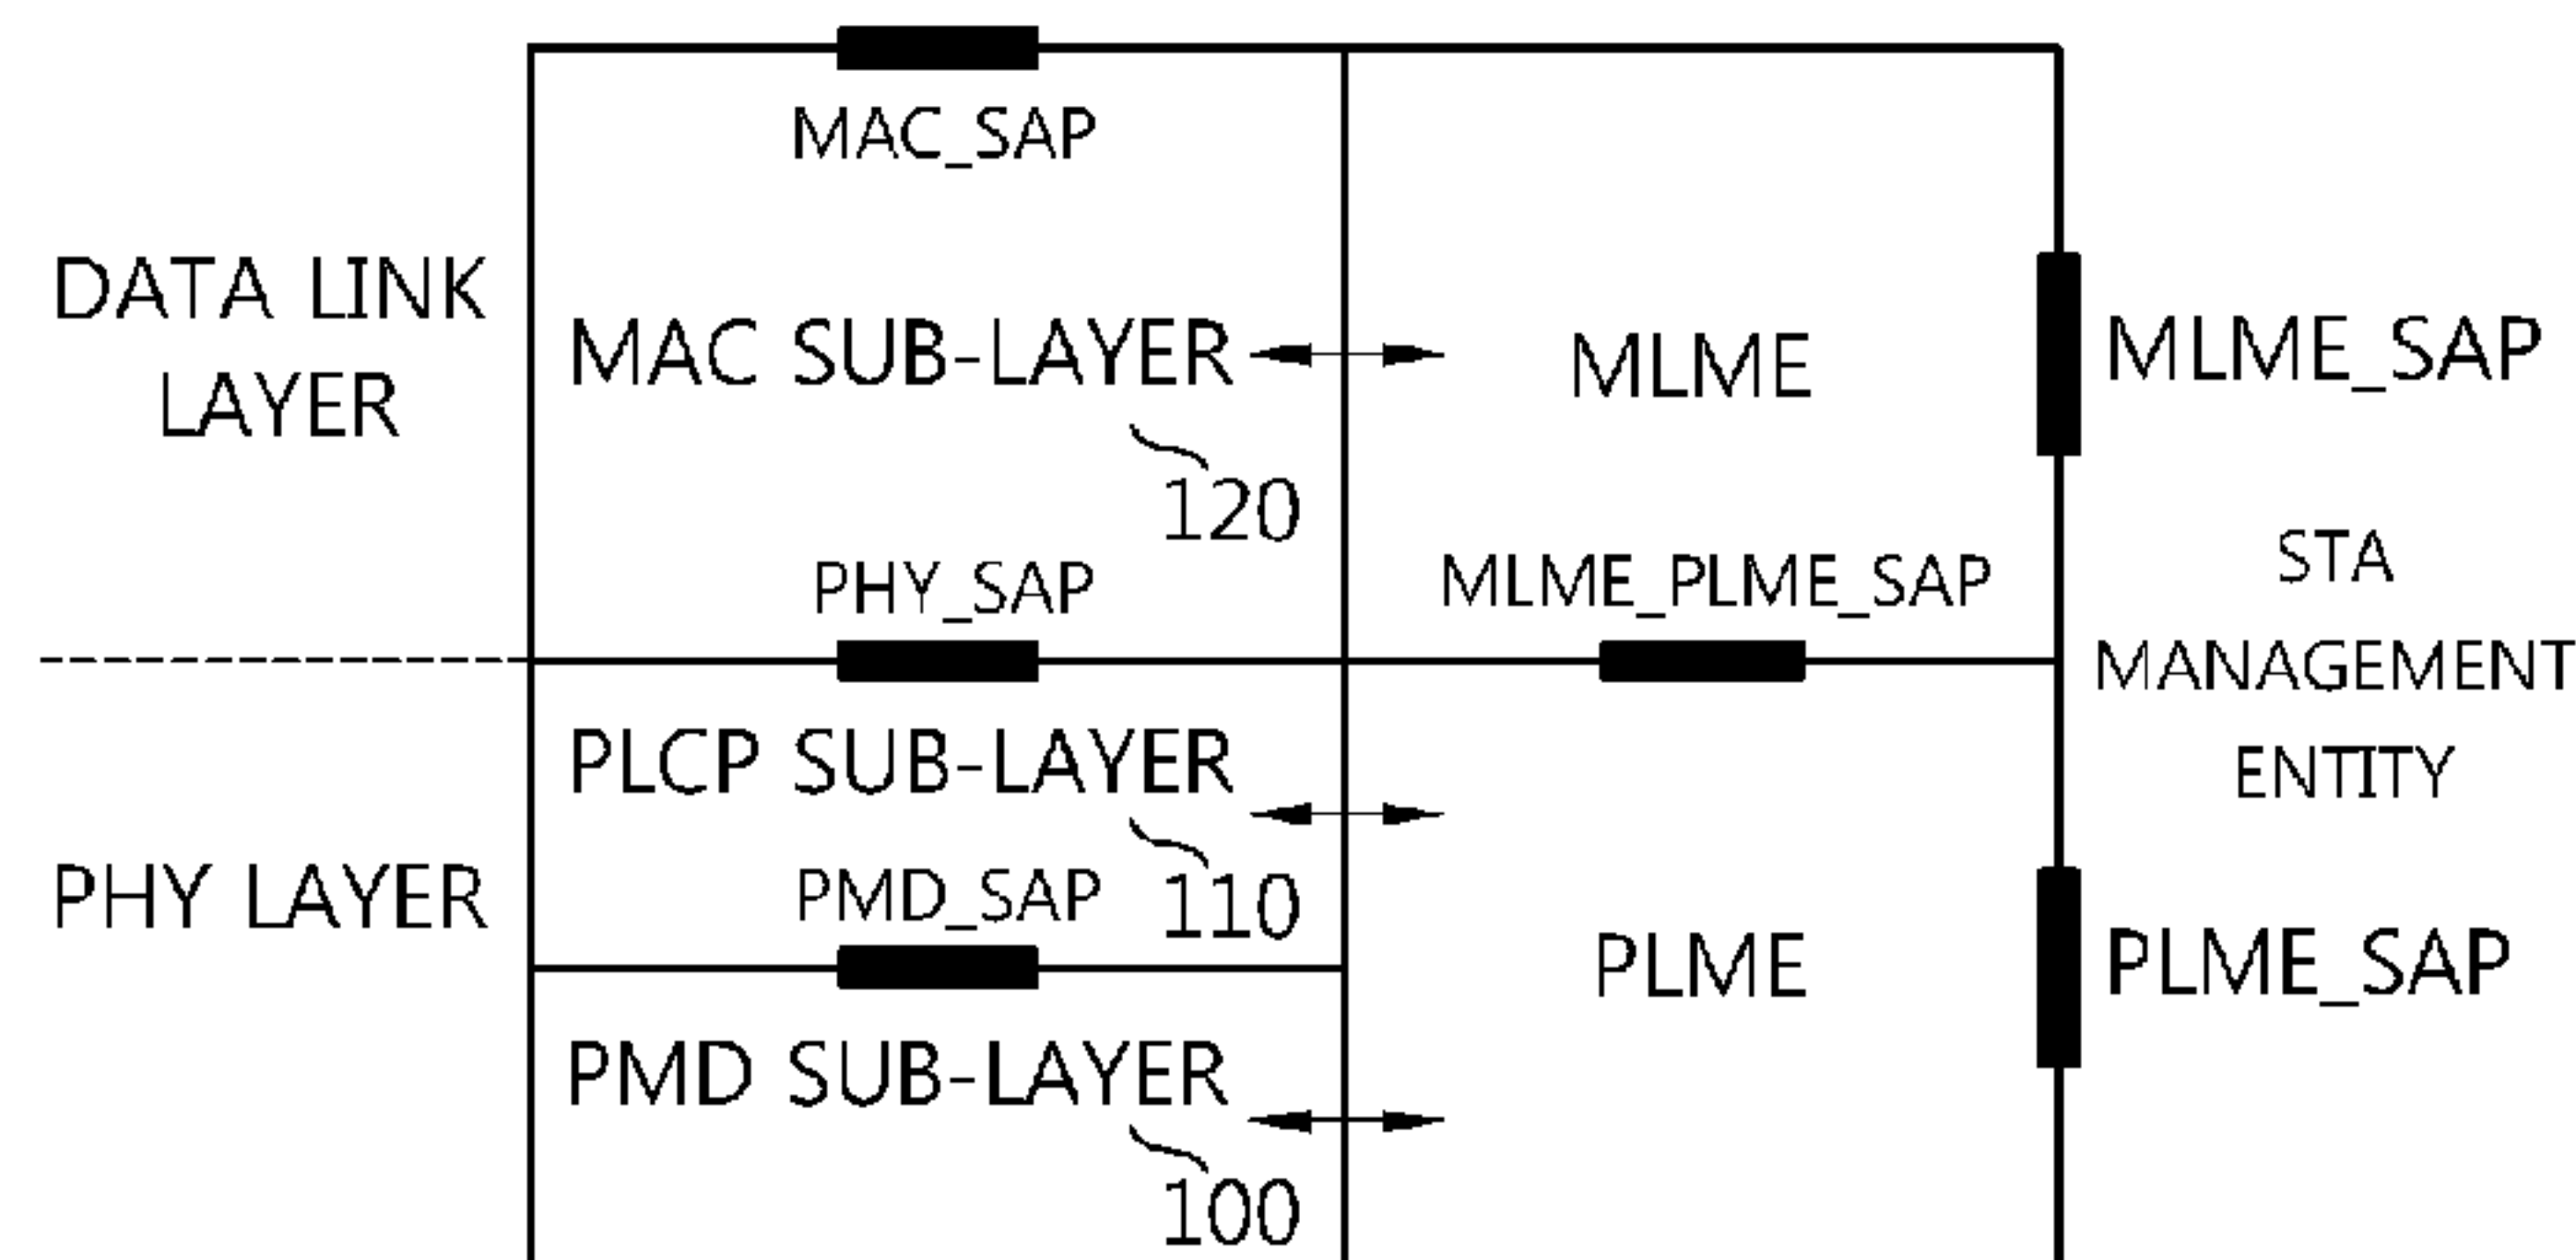 MAC_SAP
DATA LINK
LAYER
MAC SUB-LAYER
120
MLME
MLME_SAP
PHY_SAP
MLME_PLME_SAP
STA
MANAGEMENT
ENTITY
PHY LAYER
PLCP SUB-LAYER
110
PMD_SAP
PLME
PLME_SAP
PMD SUB-LAYER
100